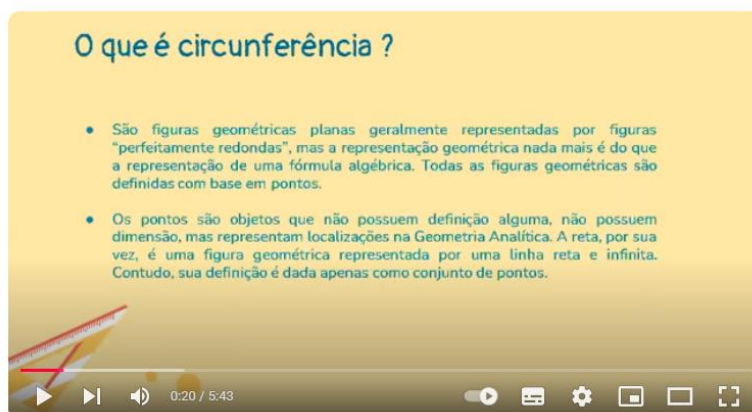 O que é circunferência ?
● São figuras geométricas planas geralmente representadas por figuras
“perfeitamente redondas”, mas a representação geométrica nada mais é do que
a representação de uma fórmula algébrica. Todas as figuras geométricas são
definidas com base em pontos.
● Os pontos são objetos que não possuem definição alguma, não possuem
dimensão, mas representam localizações na Geometria Analítica. A reta, por sua
vez, é uma figura geométrica representada por uma linha reta e infinita.
Contudo, sua definição é dada apenas como conjunto de pontos.
0:20 / 5:43